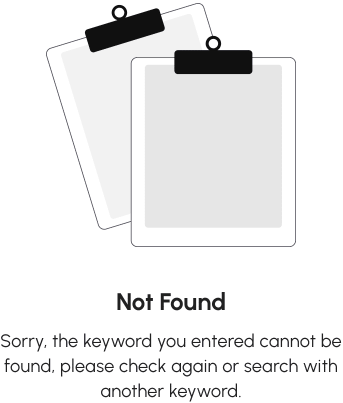 Not Found
Sorry, the keyword you entered cannot be
found, please check again or search with
another keyword.